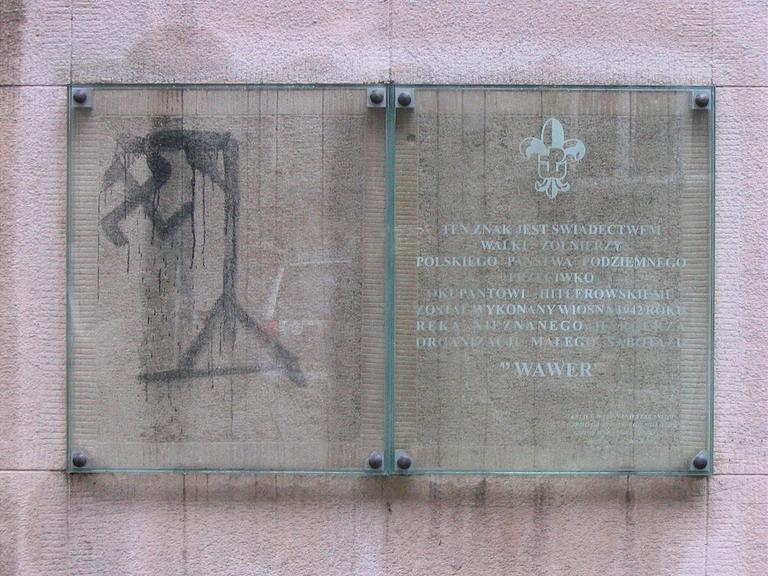 TEN ZNAK JEST ŚWIADECTWEM
WALKI ŻOŁNIERZY
POLSKIEGO PAŃSTWA PODZIEMNEGO
PRZECIWKO
OKUPANTOWI HITLEROWSKIEMU
ZOSTAŁ WYKONANY WIOSNĄ 1942 ROKU
RĘKĄ NIEZNANEGO HARCERZA
ORGANIZACJI MAŁEGO SABOTAŻU
"WAWER"